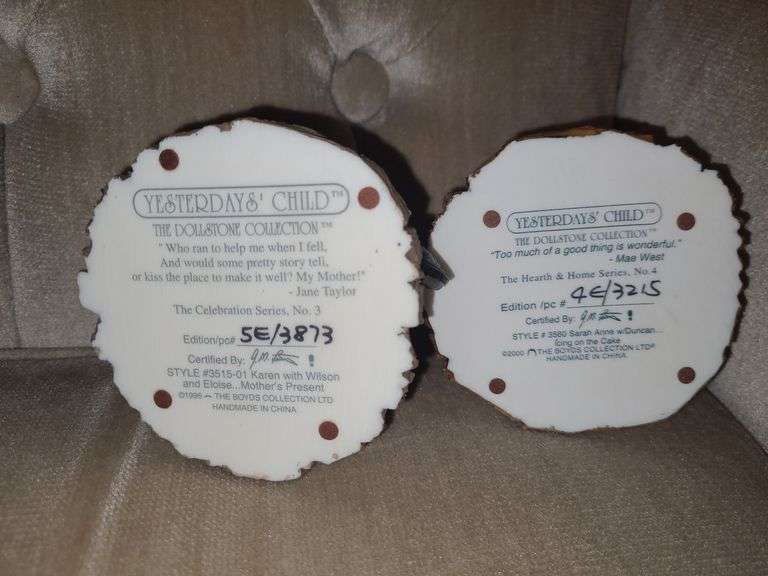 YESTERDAYS' CHILD™
THE DOLLSTONE COLLECTION™
" Who ran to help me when I fell,
And would some pretty story tell,
or kiss the place to make it well? My Mother!"
- Jane Taylor
The Celebration Series, No. 3
Edition/pc# 5E/3873
Certified By:
STYLE #3515-01 Karen with Wilson
and Eloise...Mother's Present
THE BOYDS COLLECTION LTD
HANDMADE IN CHINA
YESTERDAYS' CHILD™
THE DOLLSTONE COLLECTION™
"Too much of a good thing is wonderful."
- Mae West
The Hearth & Home Series, No.4
Edition /pc # 4E/3215
Certified By:
STYLE # 3560 Sarah Anne w/Duncan...
Icing on the Cake
©2000 THE BOYDS COLLECTION LTD®
HANDMADE IN CHINA